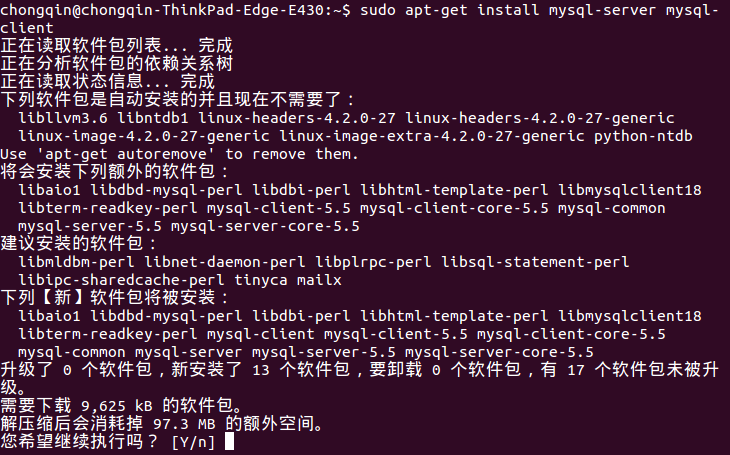 chongqin@chongqin-ThinkPad-Edge-E430:~$ sudo apt-get install mysql-server mysql-
client
正在读取软件包列表... 完成
正在分析软件包的依赖关系树
正在读取状态信息... 完成
下列软件包是自动安装的并且现在不需要了：
  libllvm3.6 libntdb1 linux-headers-4.2.0-27 linux-headers-4.2.0-27-generic
  linux-image-4.2.0-27-generic linux-image-extra-4.2.0-27-generic python-ntdb
Use 'apt-get autoremove' to remove them.
将会安装下列额外的软件包：
  libaio1 libdbd-mysql-perl libdbi-perl libhtml-template-perl libmysqlclient18
  libterm-readkey-perl mysql-client-5.5 mysql-client-core-5.5 mysql-common
  mysql-server-5.5 mysql-server-core-5.5
建议安装的软件包：
  libmldbm-perl libnet-daemon-perl libplrpc-perl libsql-statement-perl
  libipc-sharedcache-perl tinyca mailx
下列【新】软件包将被安装：
  libaio1 libdbd-mysql-perl libdbi-perl libhtml-template-perl libmysqlclient18
  libterm-readkey-perl mysql-client mysql-client-5.5 mysql-client-core-5.5
  mysql-common mysql-server mysql-server-5.5 mysql-server-core-5.5
升级了 0 个软件包，新安装了 13 个软件包，要卸载 0 个软件包，有 17 个软件包未被升
级。
需要下载 9,625 kB 的软件包。
解压缩后会消耗掉 97.3 MB 的额外空间。
您希望继续执行吗？ [Y/n]